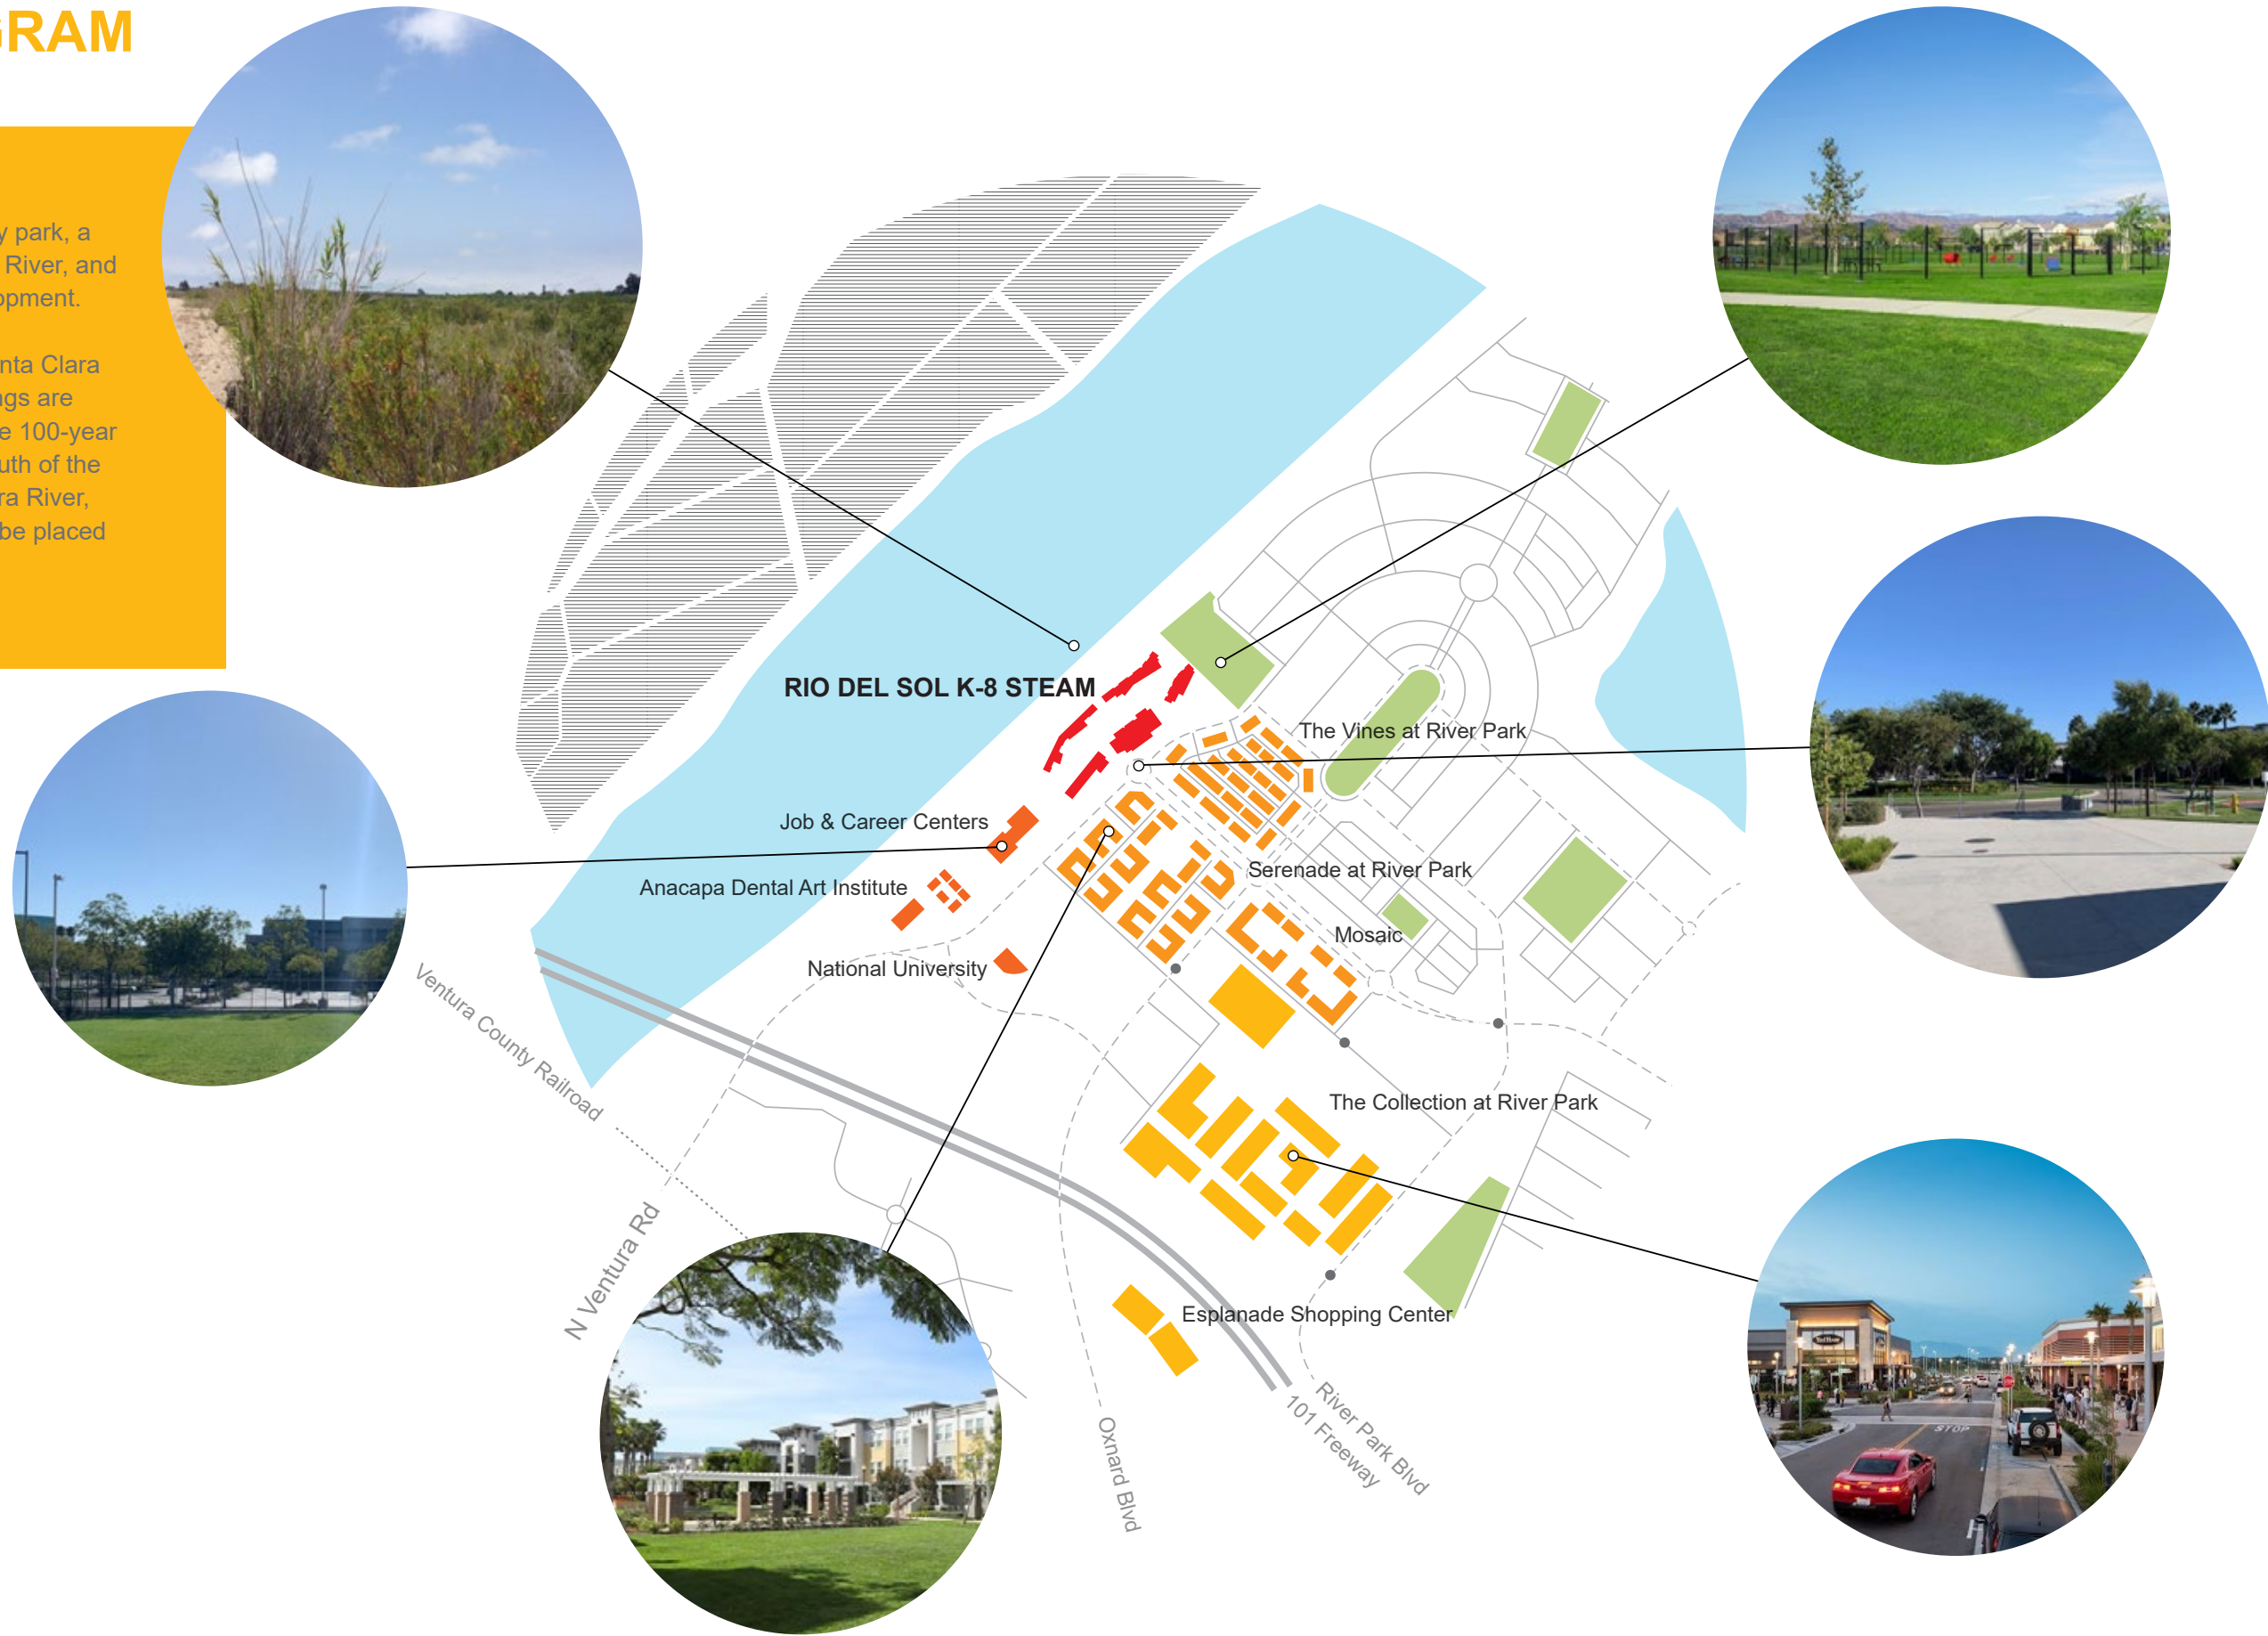 GRAM
y park, a
River, and
opment.
nta Clara
ngs are
e 100-year
uth of the
ra River,
be placed
RIO DEL SOL K-8 STEAM
The Vines at River Park
Job & Career Centers
Serenade at River Park
Anacapa Dental Art Institute
Mosaic
National University
Ventura County Railroad
The Collection at River Park
N Ventura Rd
Esplanade Shopping Center
River Park Blvd
101 Freeway
Oxnard Blvd
STOP